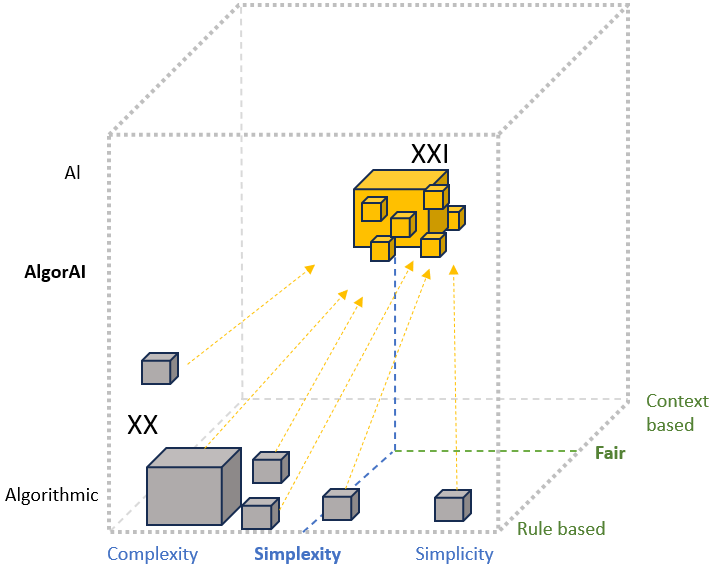 XXI
AI
AlgorAI
Context
based
XX
Fair
Algorithmic
Rule based
Complexity
Simplexity
Simplicity